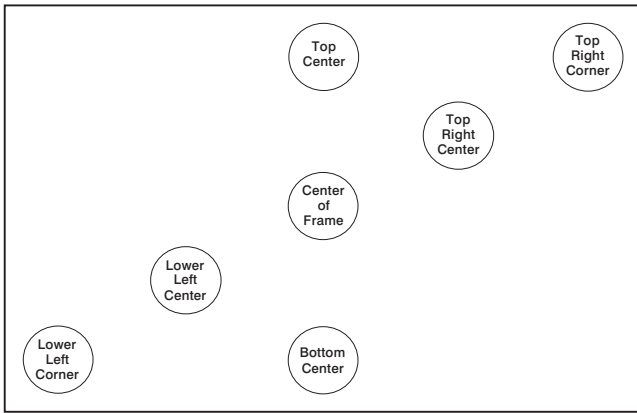 Top
Center
Top
Right
Corner
Top
Right
Center
Center
of
Frame
Lower
Left
Center
Lower
Left
Corner
Bottom
Center